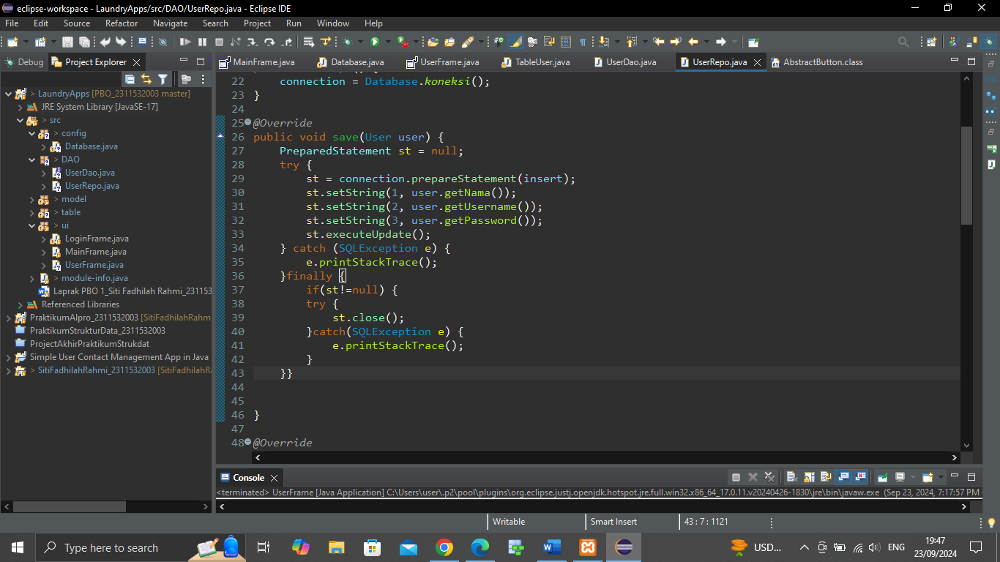 eclipse-workspace - LaundryApps/src/DAO/UserRepo.java - Eclipse IDE
File Edit Source Refactor Navigate Search Project Run Window Help
Debug Project Explorer
MainFrame.java Database.java UserFrame.java TableUser.java UserDao.java UserRepo.java AbstractButton.class
> LaundryApps [PBO_2311532003 master]
JRE System Library [JavaSE-17]
> src
> config
Database.java
> DAO
UserDao.java
UserRepo.java
> model
> table
> ui
LoginFrame.java
MainFrame.java
UserFrame.java
> module-info.java
Laprak PBO 1_Siti Fadhilah Rahmi_231153
Referenced Libraries
PraktikumAlpro_2311532003 [SitiFadhilahRahm
PraktikumStrukturData_2311532003
ProjectAkhirPraktikumStrukdat
Simple User Contact Management App in Java
> SitiFadhilahRahmi_2311532003 [SitiFadhilahRa
22 connection = Database.koneksi();
23 }
24
25 @Override
26 public void save(User user) {
27 PreparedStatement st = null;
28 try {
29 st = connection.prepareStatement(insert);
30 st.setString(1, user.getNama());
31 st.setString(2, user.getUsername());
32 st.setString(3, user.getPassword());
33 st.executeUpdate();
34 } catch (SQLException e) {
35 e.printStackTrace();
36 }finally {
37 if(st!=null) {
38 try {
39 st.close();
40 }catch(SQLException e) {
41 e.printStackTrace();
42 }
43 }}
44
45
46 }
47
48 @Override
Console
<terminated> UserFrame [Java Application] C:\Users\user\.p2\pool\plugins\org.eclipse.justj.openjdk.hotspot.jre.full.win32.x86_64_17.0.11.v20240426-1830\jre\bin\javaw.exe (Sep 23, 2024, 7:17:57 PM -
Writable Smart Insert 43 : 7 : 1121
Type here to search
USD...
ENG
19:47
23/09/2024